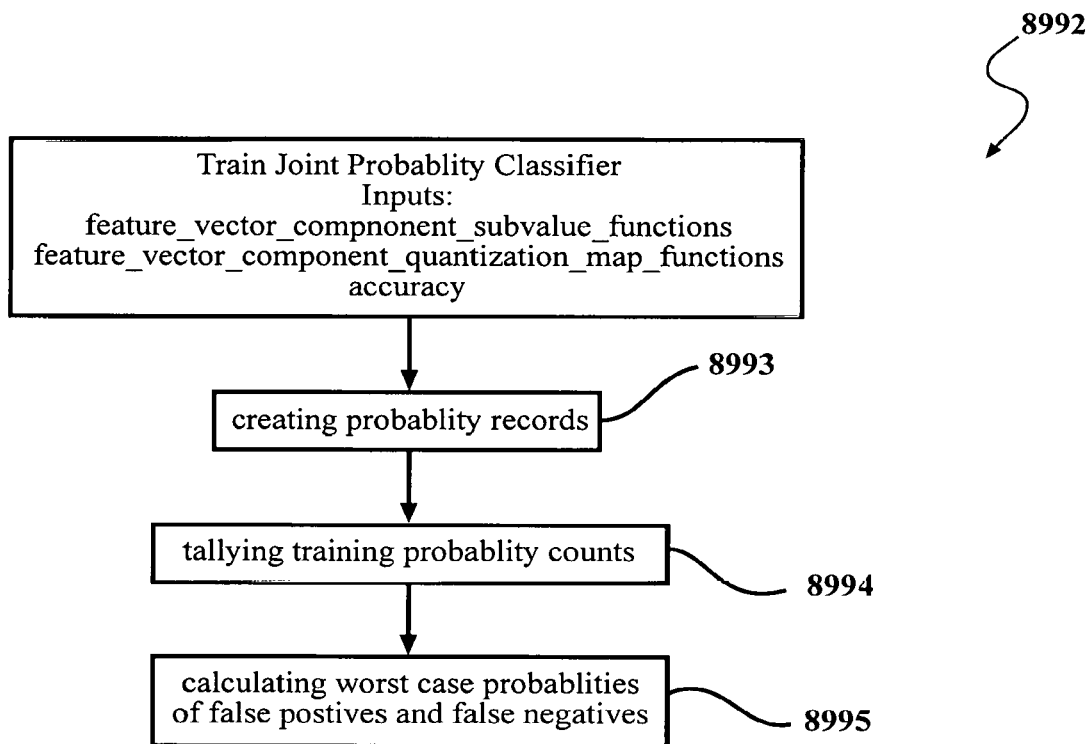 8992
Train Joint Probablity Classifier
Inputs:
feature_vector_compnonent_subvalue_functions
feature_vector_component_quantization_map_functions
accuracy
8993
creating probablity records
tallying training probablity counts
8994
calculating worst case probablities
of false postives and false negatives
8995